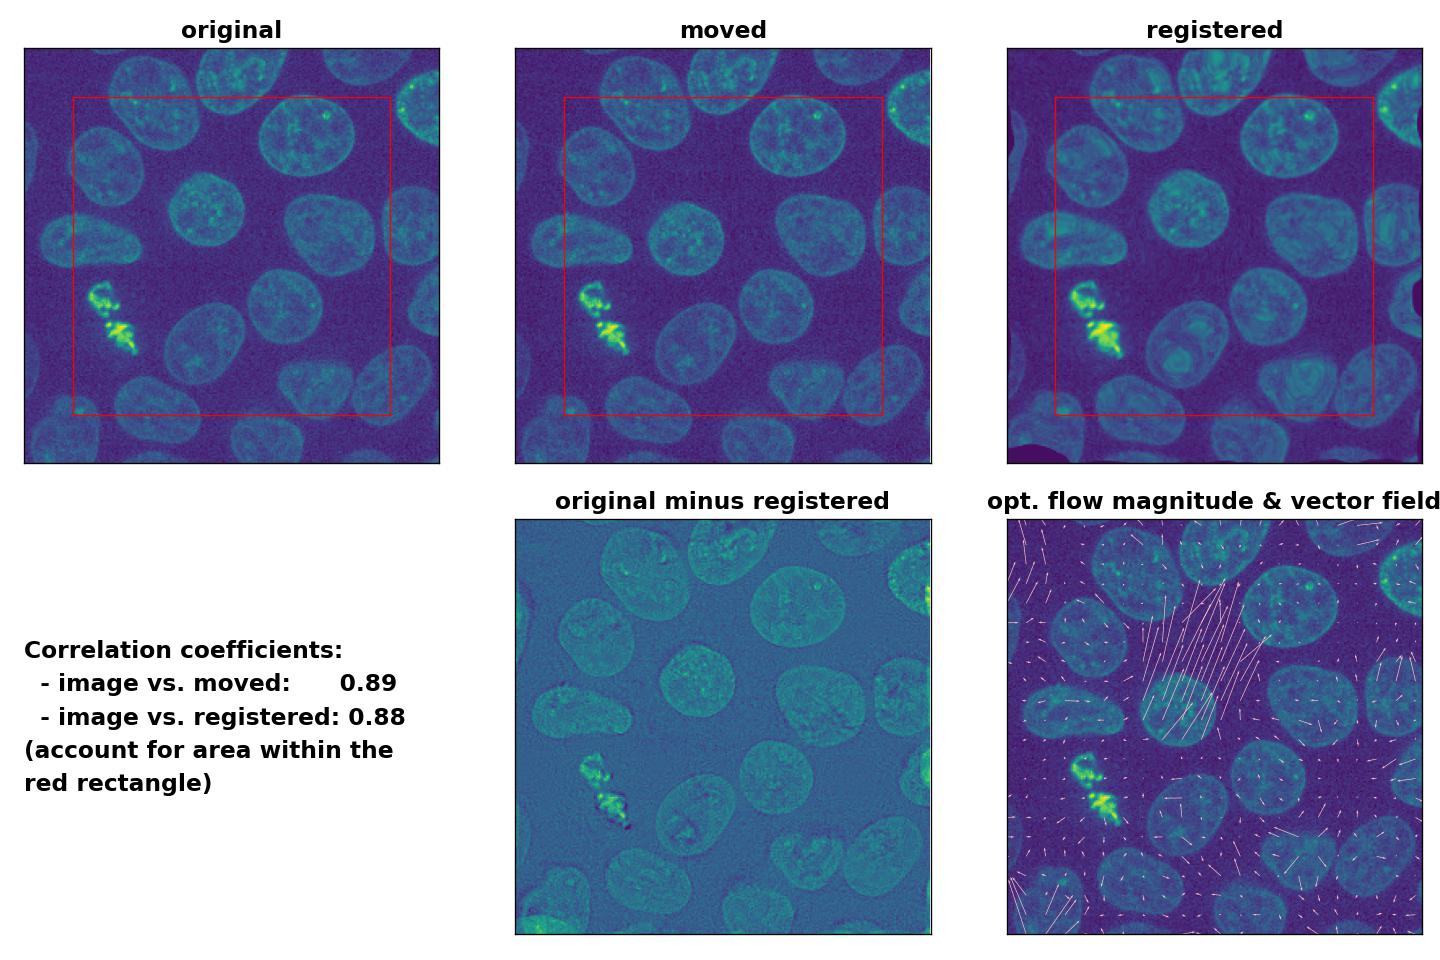 original
moved
registered
original minus registered
opt. flow magnitude & vector field
Correlation coefficients:
- image vs. moved: 0.89
- image vs. registered: 0.88
(account for area within the
red rectangle)